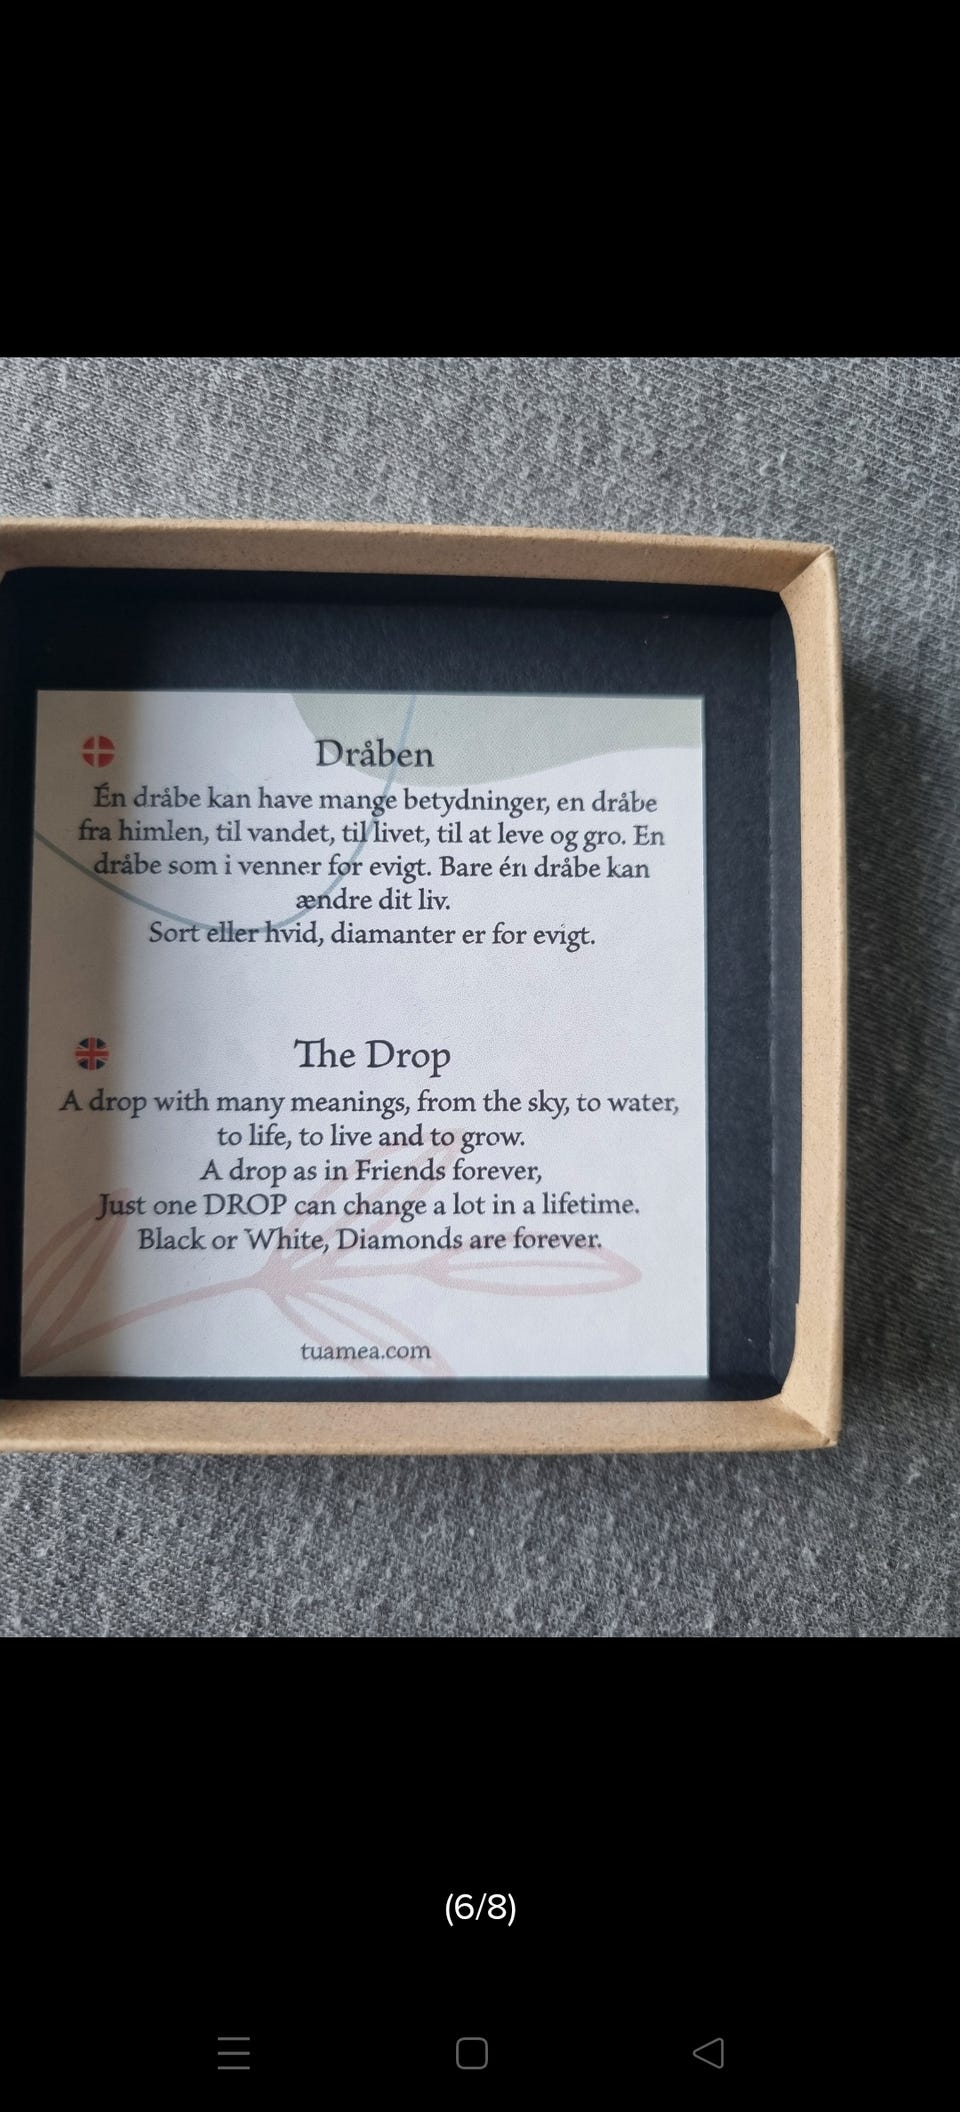 Dråben
Én dråbe kan have mange betydninger, en dråbe
fra himlen, til vandet, til livet, til at leve og gro. En
dråbe som i venner for evigt. Bare én dråbe kan
ændre dit liv.
Sort eller hvid, diamanter er for evigt.
The Drop
A drop with many meanings, from the sky, to water,
to life, to live and to grow.
A drop as in Friends forever,
Just one DROP can change a lot in a lifetime.
Black or White, Diamonds are forever.
tuamea.com
(6/8)